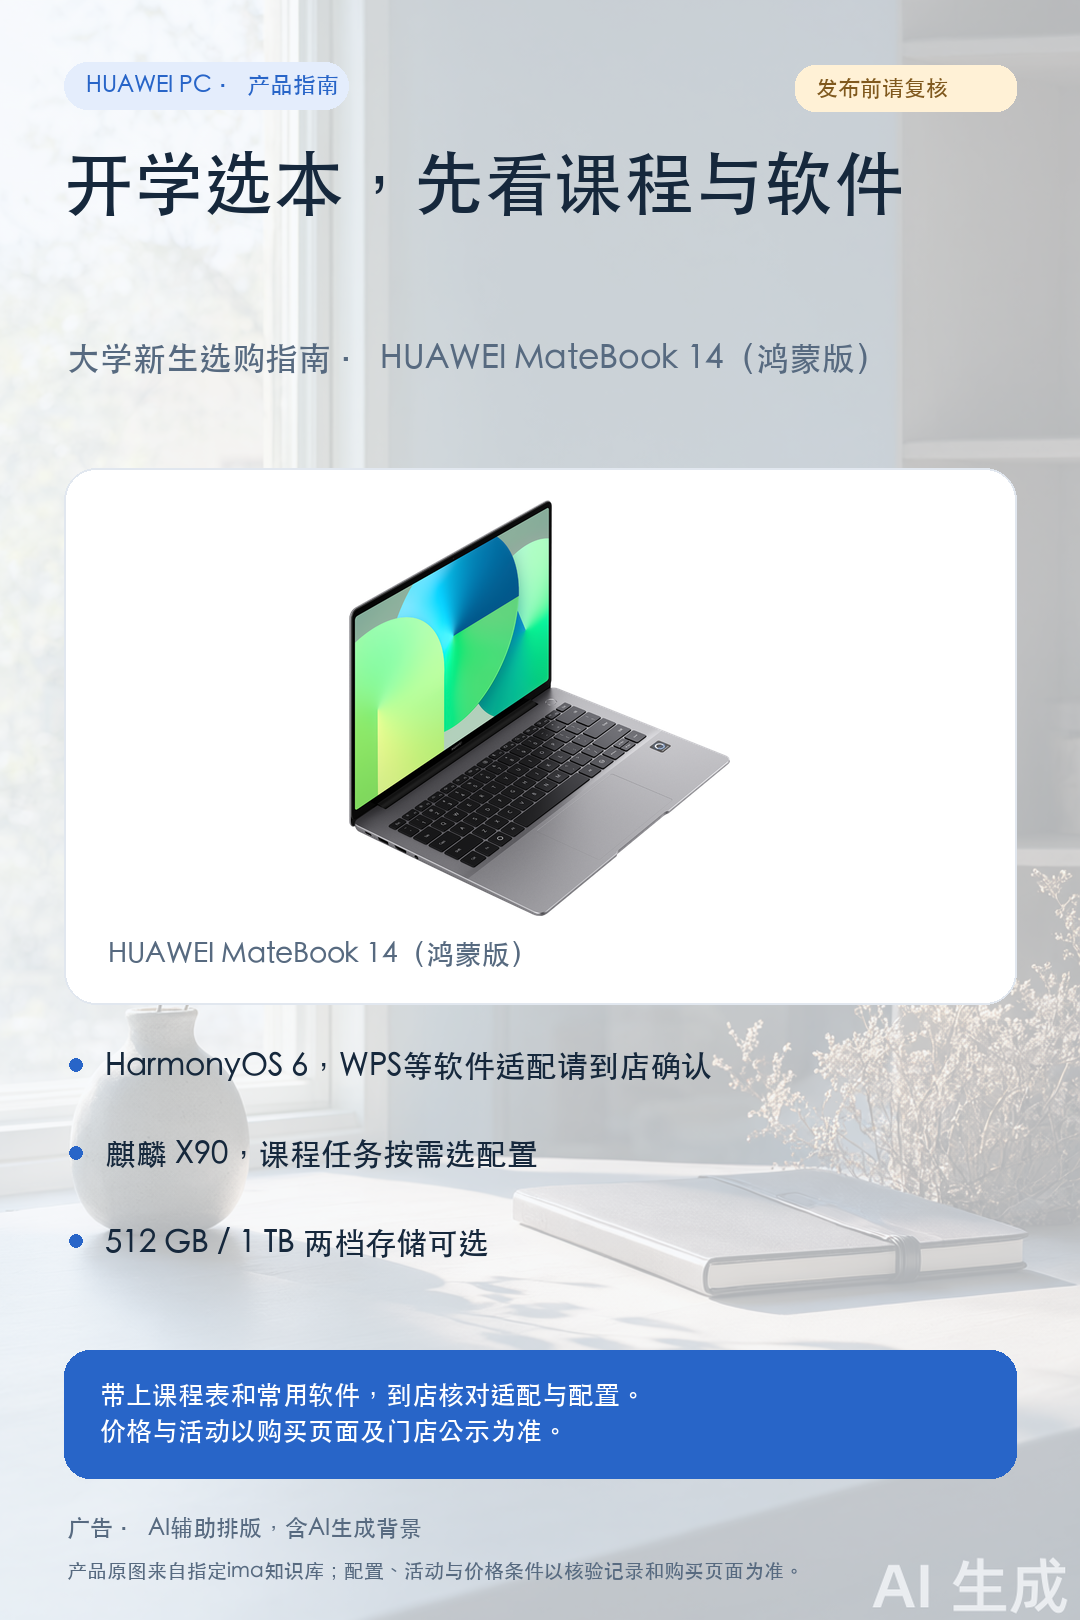 HUAWEI PC · 产品指南
发布前请复核
开学选本，先看课程与软件
大学新生选购指南 · HUAWEI MateBook 14（鸿蒙版）
HUAWEI MateBook 14（鸿蒙版）
HarmonyOS 6，WPS等软件适配请到店确认
麒麟 X90，课程任务按需选配置
512 GB / 1 TB 两档存储可选
带上课程表和常用软件，到店核对适配与配置。
价格与活动以购买页面及门店公示为准。
广告 · AI辅助排版，含AI生成背景
产品原图来自指定ima知识库；配置、活动与价格条件以核验记录和购买页面为准。
AI 生成